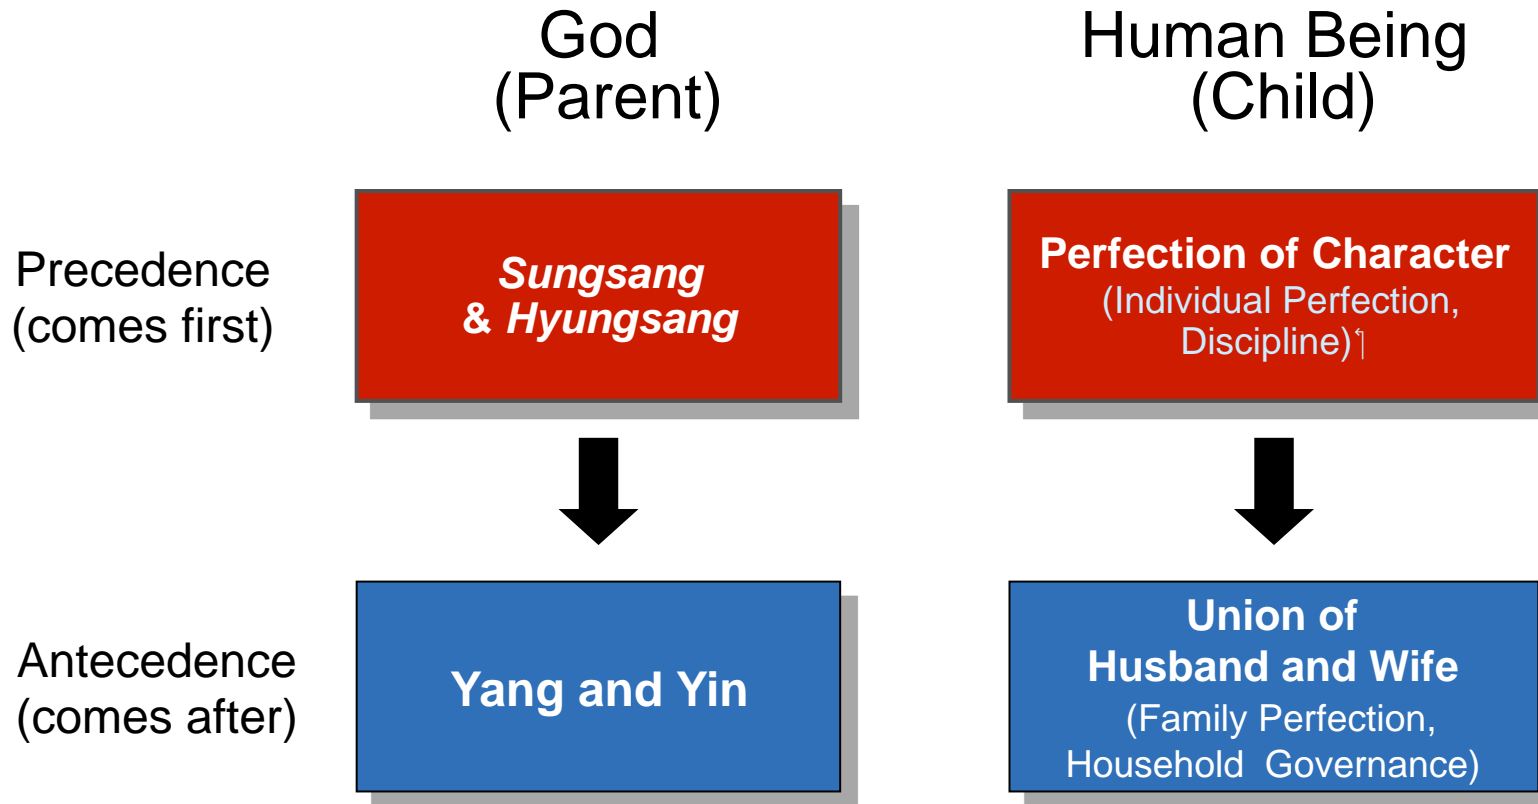 God
(Parent)
Human Being
(Child)
Precedence
(comes first)
Sungsang
& Hyungsang
Perfection of Character
(Individual Perfection,
Discipline)
Antecedence
(comes after)
Yang and Yin
Union of
Husband and Wife
(Family Perfection,
Household  Governance)